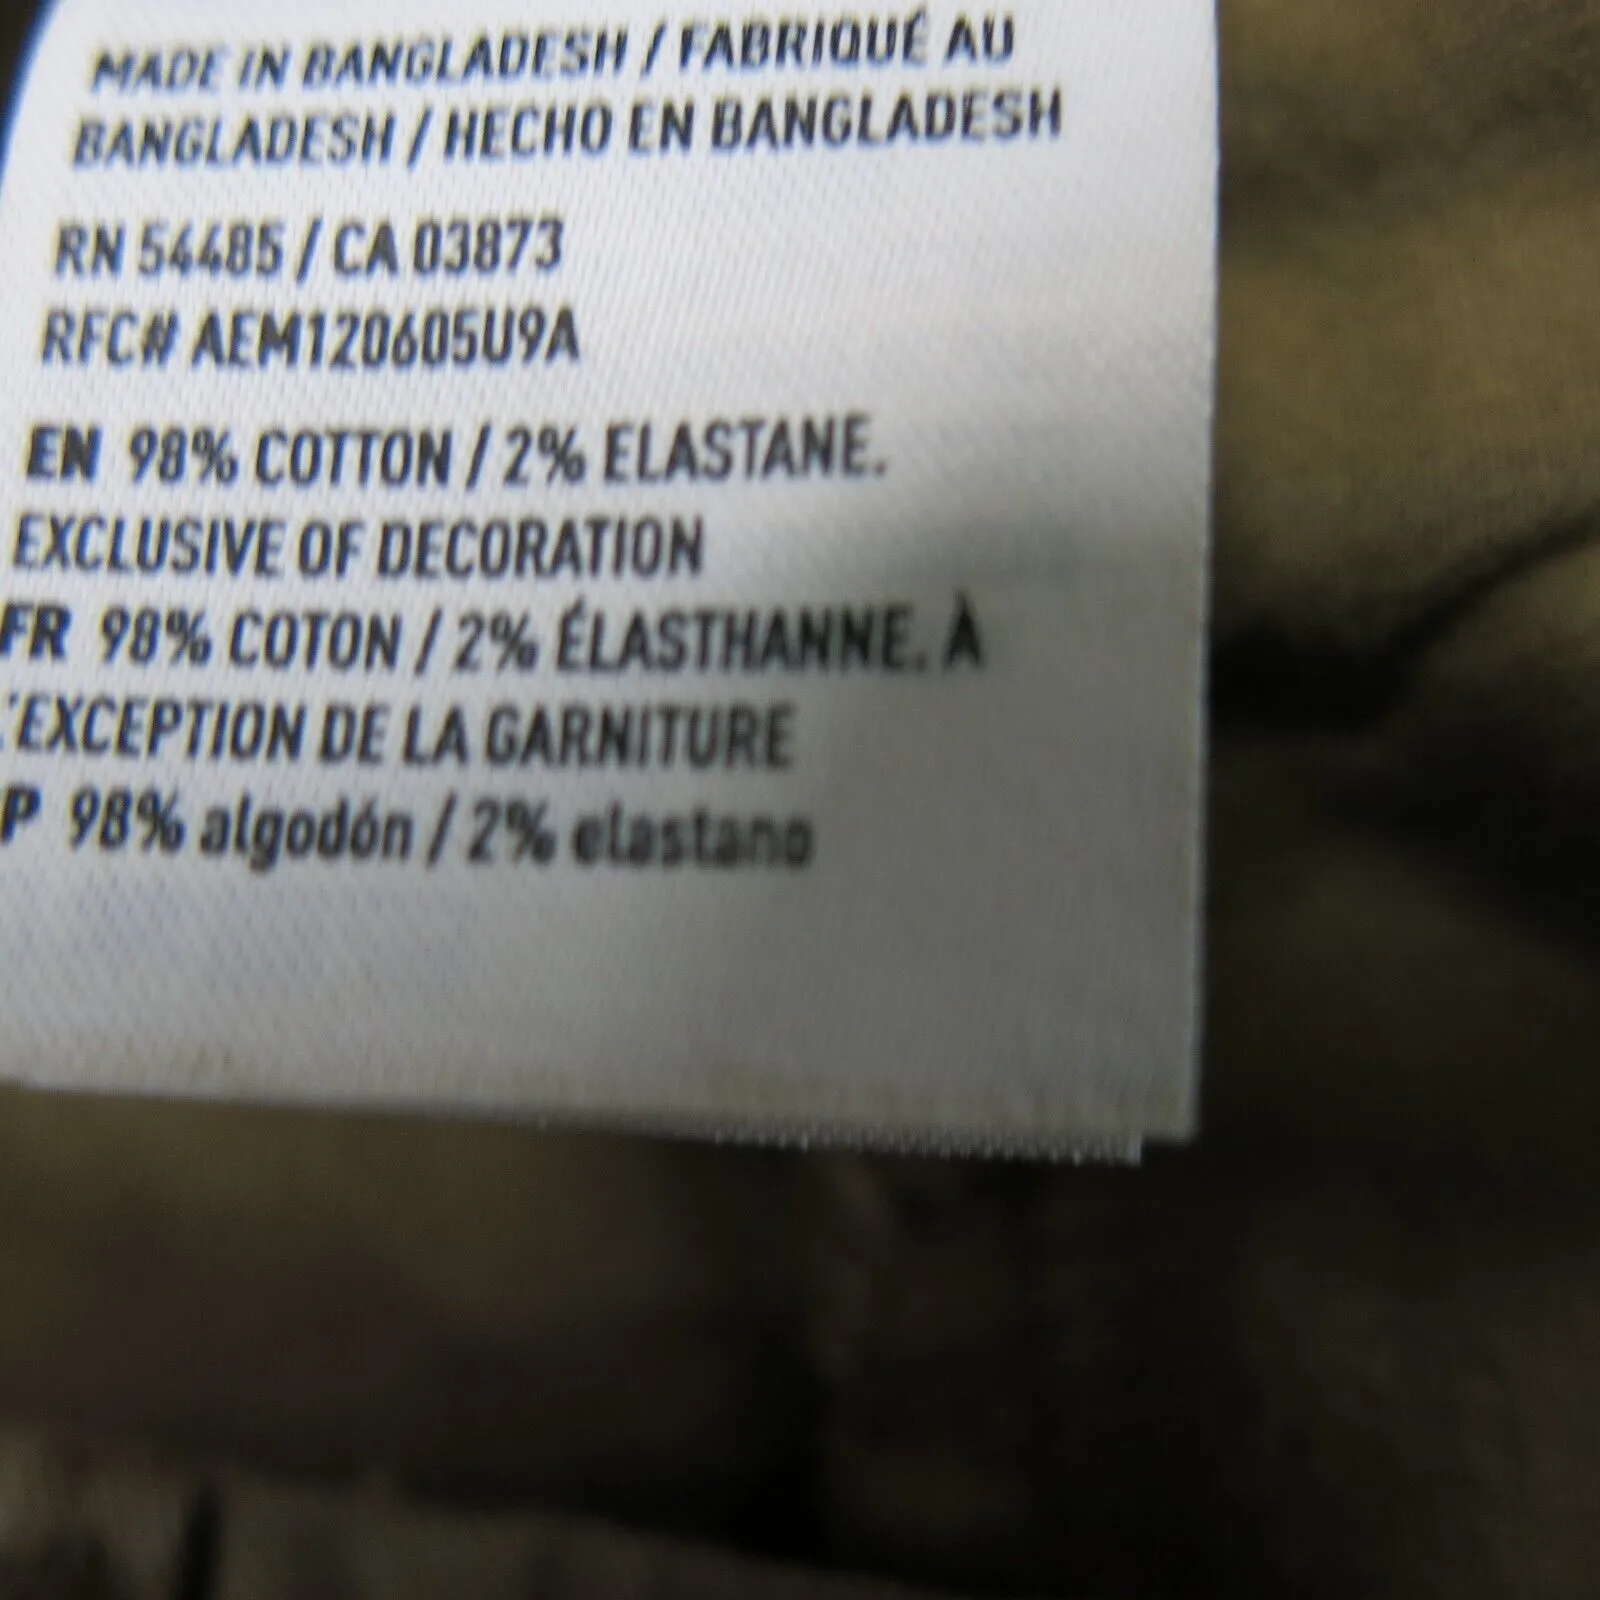 MADE IN BANGLADESH / FABRIQUÉ AU
BANGLADESH / HECHO EN BANGLADESH
RN 54485 / CA 03873
RFC# AEM120605U9A
EN 98% COTTON / 2% ELASTANE.
EXCLUSIVE OF DECORATION
FR 98% COTON / 2% ÉLASTHANNE. À
'EXCEPTION DE LA GARNITURE
P 98% algodón / 2% elastano